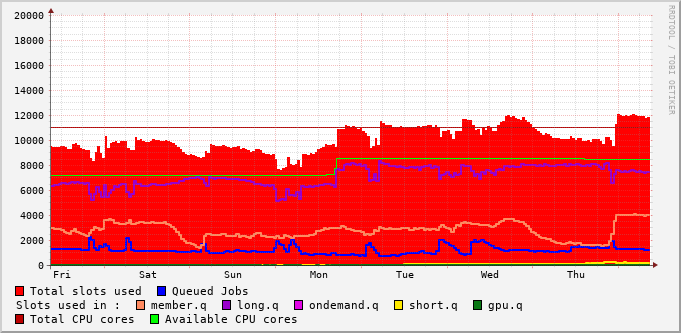 20000
18000
16000
14000
12000
10000
8000
6000
4000
2000
0
Fri Sat Sun Mon Tue Wed Thu
Total slots used Queued Jobs
Slots used in : member.q long.q ondemand.q short.q gpu.q
Total CPU cores Available CPU cores
RRDTOOL / TOBI OETIKER